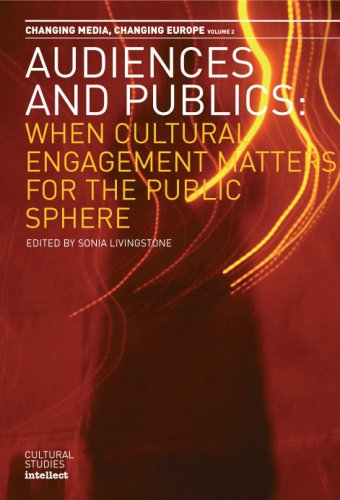 CHANGING MEDIA, CHANGING EUROPE VOLUME 2
AUDIENCES
AND PUBLICS:
WHEN CULTURAL
ENGAGEMENT MATTERS
FOR THE PUBLIC
SPHERE
EDITED BY SONIA LIVINGSTONE
CULTURAL
STUDIES
intellect